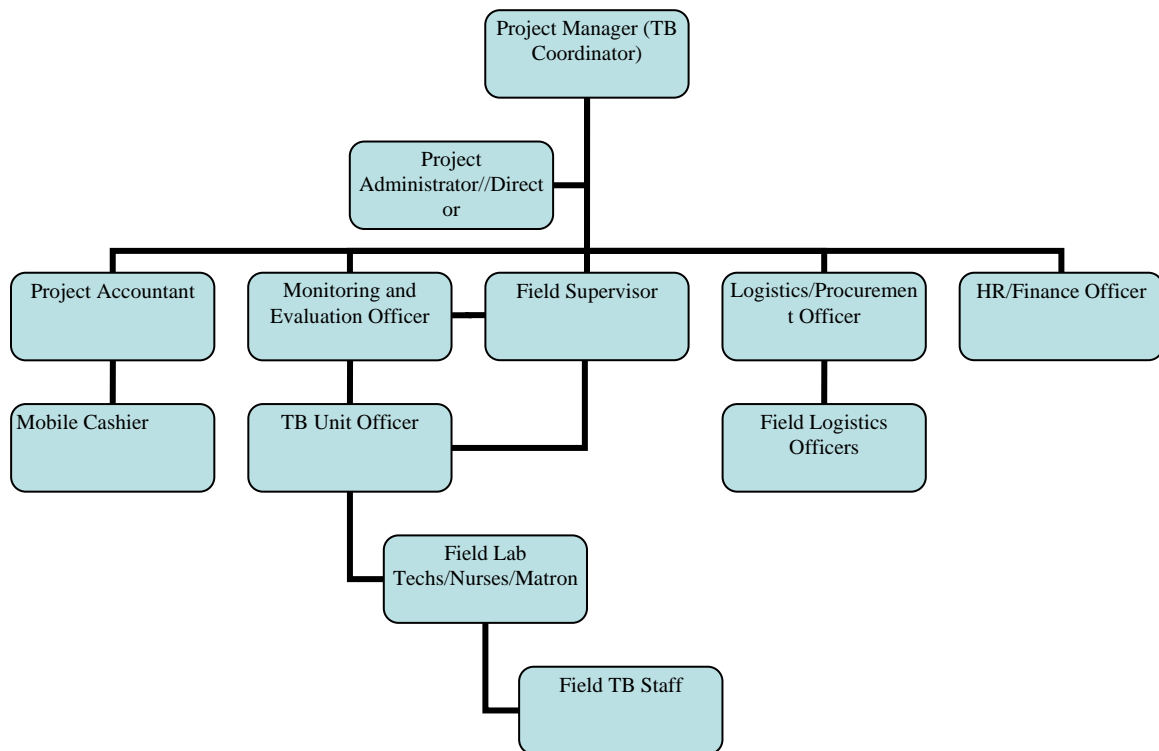 Project Manager (TB
Coordinator)
Project
Administrator//Direct
or
Project Accountant
Monitoring and
Evaluation Officer
Field Supervisor
Logistics/Procuremen
t Officer
HR/Finance Officer
Mobile Cashier
TB Unit Officer
Field Logistics
Officers
Field Lab
Techs/Nurses/Matron
Field TB Staff